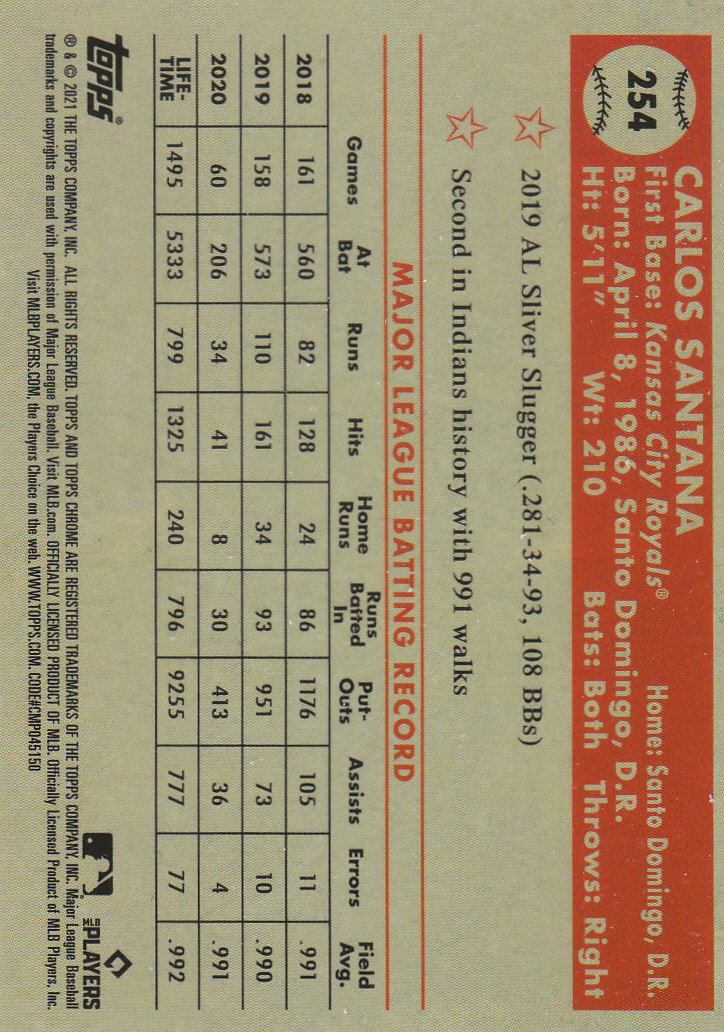 254
CARLOS SANTANA
First Base: Kansas City Royals® Home: Santo Domingo, D.R.
Born: April 8, 1986, Santo Domingo, D.R.
Ht: 5'11" Wt: 210 Bats: Both Throws: Right
2019 AL Sliver Slugger (.281-34-93, 108 BBs)
Second in Indians history with 991 walks
MAJOR LEAGUE BATTING RECORD
Games At Bat Runs Hits Home Runs Runs Batted In Put-Outs Assists Errors Field Avg.
2018 161 560 82 128 24 86 1176 105 11 .991
2019 158 573 110 161 34 93 951 73 10 .990
2020 60 206 34 41 8 30 413 36 4 .991
LIFE-TIME 1495 5333 799 1325 240 796 9255 777 77 .992
topps®
MLB PLAYERS
® & © 2021 THE TOPPS COMPANY, INC. ALL RIGHTS RESERVED. TOPPS AND TOPPS CHROME ARE REGISTERED TRADEMARKS OF THE TOPPS COMPANY, INC. Major League Baseball
trademarks and copyrights are used with permission of Major League Baseball. Visit MLB.com. OFFICIALLY LICENSED PRODUCT OF MLB. Officially Licensed Product of MLB Players, Inc.
Visit MLBPLAYERS.COM, the Players Choice on the web. WWW.TOPPS.COM. CODE#CMP045150